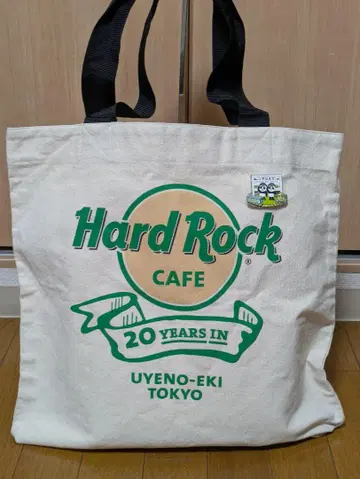 Hard Rock
®
CAFE
20 YEARS IN
UYENO-EKI
TOKYO